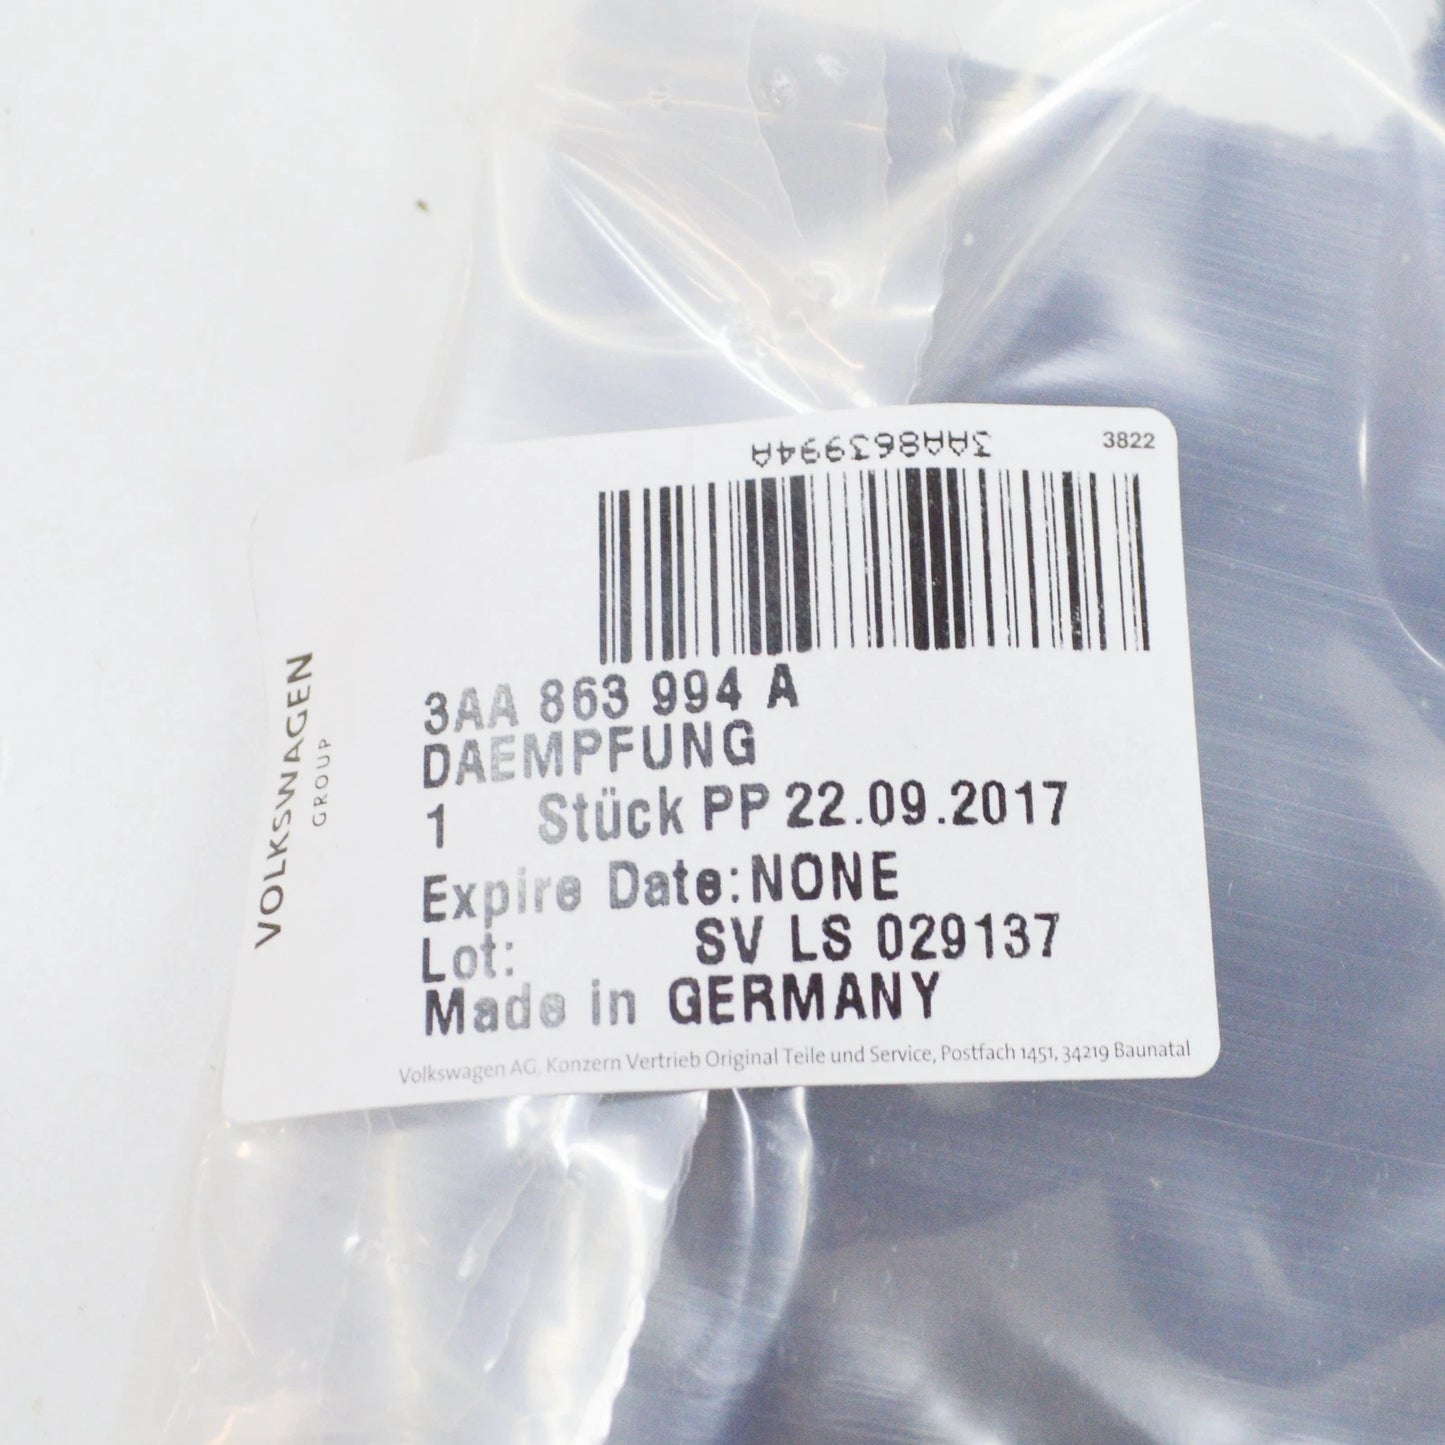 3AA863994A
3822
3AA 863 994 A
DAEMPFUNG
1 Stück PP 22.09.2017
Expire Date:NONE
Lot: SV LS 029137
Made in GERMANY
Volkswagen AG, Konzern Vertrieb Original Teile und Service, Postfach 1451, 34219 Baunatal
VOLKSWAGEN
GROUP